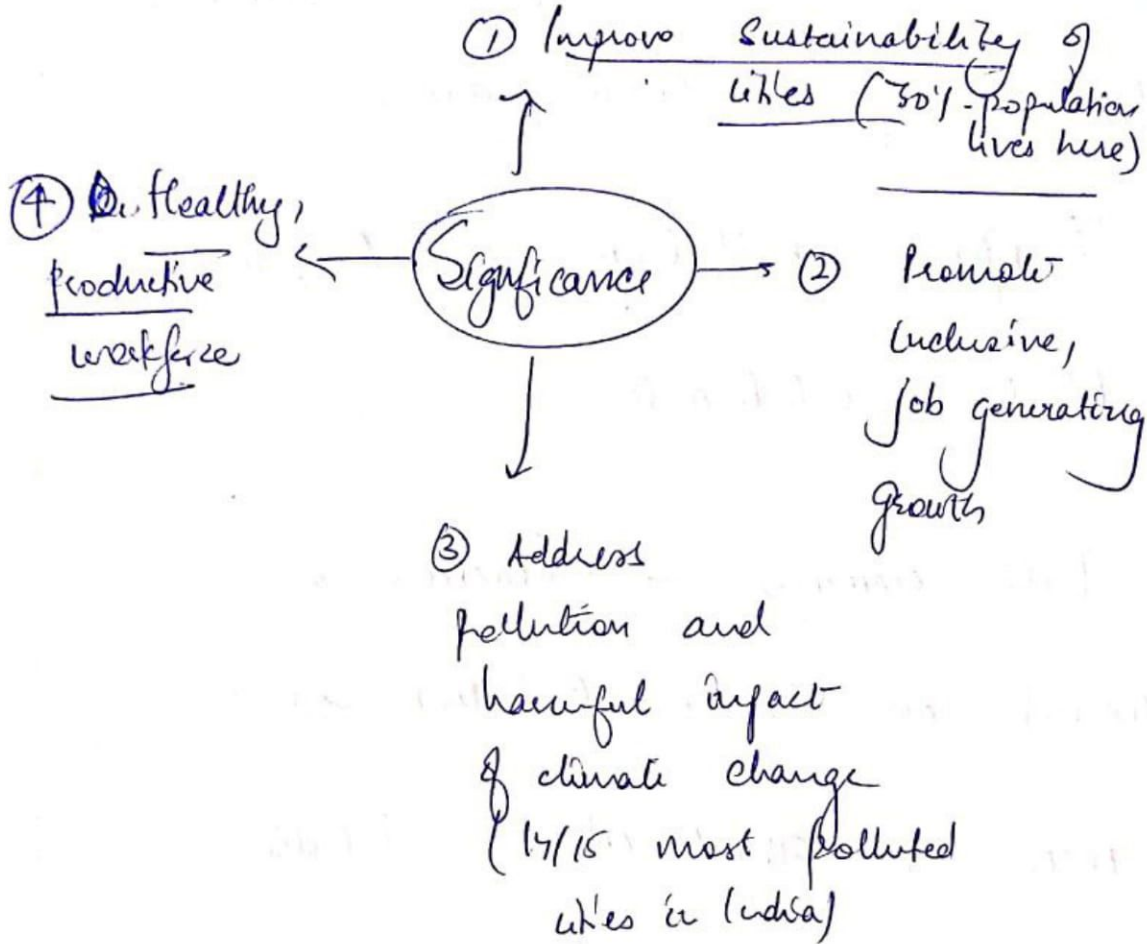 ① Improve Sustainability of
cities (30% population
lives here)
④ Healthy,
productive
workforce
Significance
② Promote
inclusive,
job generating
growth
③ Address
pollution and
harmful impact
of climate change
(14/15 most polluted
cities in India)